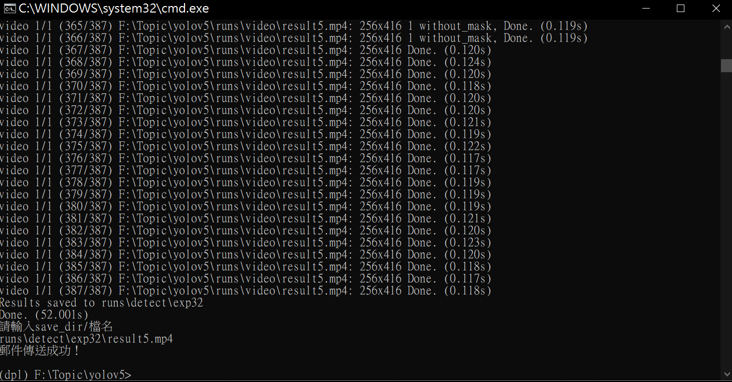 C:\WINDOWS\system32\cmd.exe
video 1/1 (365/387) F:\Topic\yolov5\runs\video\result5.mp4: 256x416 1 without_mask, Done. (0.119s)
video 1/1 (366/387) F:\Topic\yolov5\runs\video\result5.mp4: 256x416 1 without_mask, Done. (0.119s)
video 1/1 (367/387) F:\Topic\yolov5\runs\video\result5.mp4: 256x416 Done. (0.120s)
video 1/1 (368/387) F:\Topic\yolov5\runs\video\result5.mp4: 256x416 Done. (0.124s)
video 1/1 (369/387) F:\Topic\yolov5\runs\video\result5.mp4: 256x416 Done. (0.120s)
video 1/1 (370/387) F:\Topic\yolov5\runs\video\result5.mp4: 256x416 Done. (0.118s)
video 1/1 (371/387) F:\Topic\yolov5\runs\video\result5.mp4: 256x416 Done. (0.120s)
video 1/1 (372/387) F:\Topic\yolov5\runs\video\result5.mp4: 256x416 Done. (0.120s)
video 1/1 (373/387) F:\Topic\yolov5\runs\video\result5.mp4: 256x416 Done. (0.121s)
video 1/1 (374/387) F:\Topic\yolov5\runs\video\result5.mp4: 256x416 Done. (0.119s)
video 1/1 (375/387) F:\Topic\yolov5\runs\video\result5.mp4: 256x416 Done. (0.122s)
video 1/1 (376/387) F:\Topic\yolov5\runs\video\result5.mp4: 256x416 Done. (0.117s)
video 1/1 (377/387) F:\Topic\yolov5\runs\video\result5.mp4: 256x416 Done. (0.117s)
video 1/1 (378/387) F:\Topic\yolov5\runs\video\result5.mp4: 256x416 Done. (0.119s)
video 1/1 (379/387) F:\Topic\yolov5\runs\video\result5.mp4: 256x416 Done. (0.119s)
video 1/1 (380/387) F:\Topic\yolov5\runs\video\result5.mp4: 256x416 Done. (0.119s)
video 1/1 (381/387) F:\Topic\yolov5\runs\video\result5.mp4: 256x416 Done. (0.121s)
video 1/1 (382/387) F:\Topic\yolov5\runs\video\result5.mp4: 256x416 Done. (0.120s)
video 1/1 (383/387) F:\Topic\yolov5\runs\video\result5.mp4: 256x416 Done. (0.123s)
video 1/1 (384/387) F:\Topic\yolov5\runs\video\result5.mp4: 256x416 Done. (0.120s)
video 1/1 (385/387) F:\Topic\yolov5\runs\video\result5.mp4: 256x416 Done. (0.118s)
video 1/1 (386/387) F:\Topic\yolov5\runs\video\result5.mp4: 256x416 Done. (0.117s)
video 1/1 (387/387) F:\Topic\yolov5\runs\video\result5.mp4: 256x416 Done. (0.118s)
Results saved to runs\detect\exp32
Done. (52.001s)
請輸入save_dir/檔名
runs\detect\exp32\result5.mp4
郵件傳送成功！
(dpl) F:\Topic\yolov5>